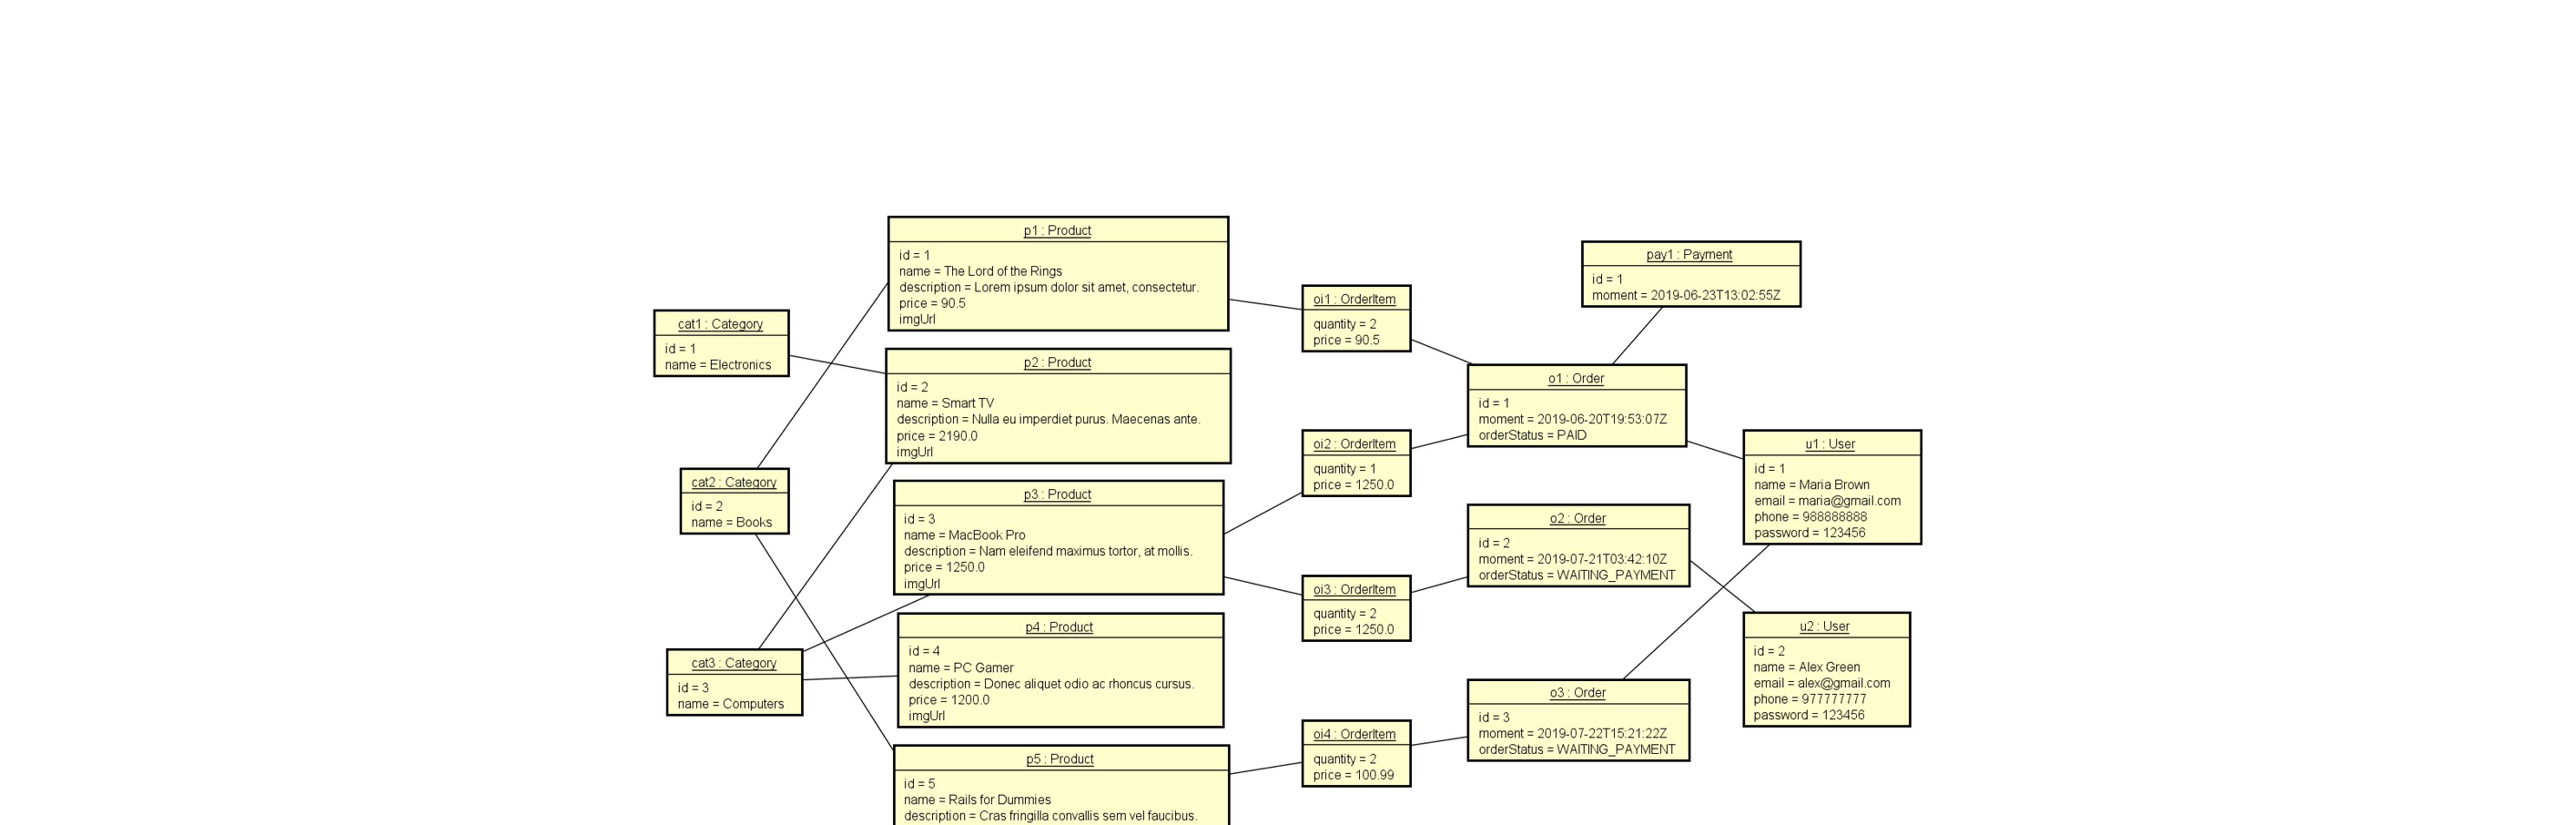 p1 : Product
id = 1
name = The Lord of the Rings
description = Lorem ipsum dolor sit amet, consectetur.
price = 90.5
imgUrl
pay1 : Payment
id = 1
moment = 2019-06-23T13:02:55Z
oi1 : OrderItem
quantity = 2
price = 90.5
cat1 : Category
id = 1
name = Electronics
p2 : Product
id = 2
name = Smart TV
description = Nulla eu imperdiet purus. Maecenas ante.
price = 2190.0
imgUrl
o1 : Order
id = 1
moment = 2019-06-20T19:53:07Z
orderStatus = PAID
oi2 : OrderItem
quantity = 1
price = 1250.0
u1 : User
id = 1
name = Maria Brown
email = maria@gmail.com
phone = 988888888
password = 123456
cat2 : Category
id = 2
name = Books
p3 : Product
id = 3
name = MacBook Pro
description = Nam eleifend maximus tortor, at mollis.
price = 1250.0
imgUrl
o2 : Order
id = 2
moment = 2019-07-21T03:42:10Z
orderStatus = WAITING_PAYMENT
oi3 : OrderItem
quantity = 2
price = 1250.0
p4 : Product
id = 4
name = PC Gamer
description = Donec aliquet odio ac rhoncus cursus.
price = 1200.0
imgUrl
u2 : User
id = 2
name = Alex Green
email = alex@gmail.com
phone = 977777777
password = 123456
cat3 : Category
id = 3
name = Computers
o3 : Order
id = 3
moment = 2019-07-22T15:21:22Z
orderStatus = WAITING_PAYMENT
oi4 : OrderItem
quantity = 2
price = 100.99
p5 : Product
id = 5
name = Rails for Dummies
description = Cras fringilla convallis sem vel faucibus.